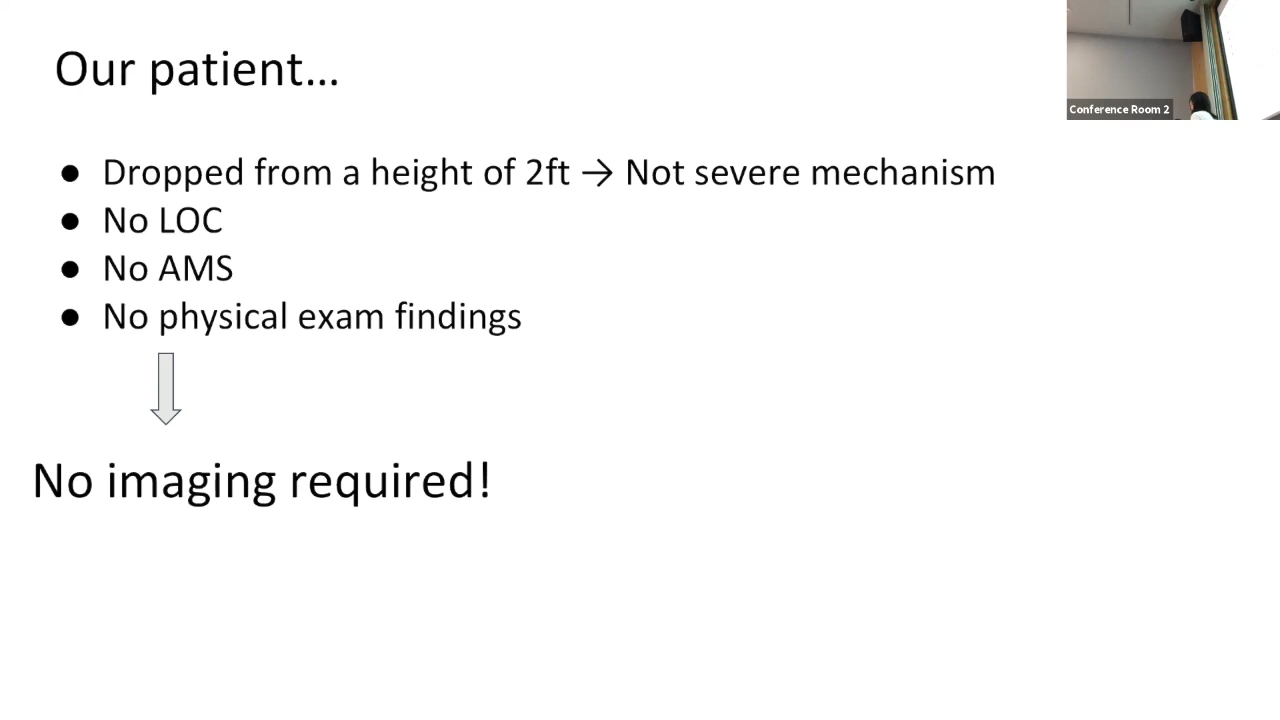 Our patient...
Conference Room 2
● Dropped from a height of 2ft → Not severe mechanism
● No LOC
● No AMS
● No physical exam findings
No imaging required!